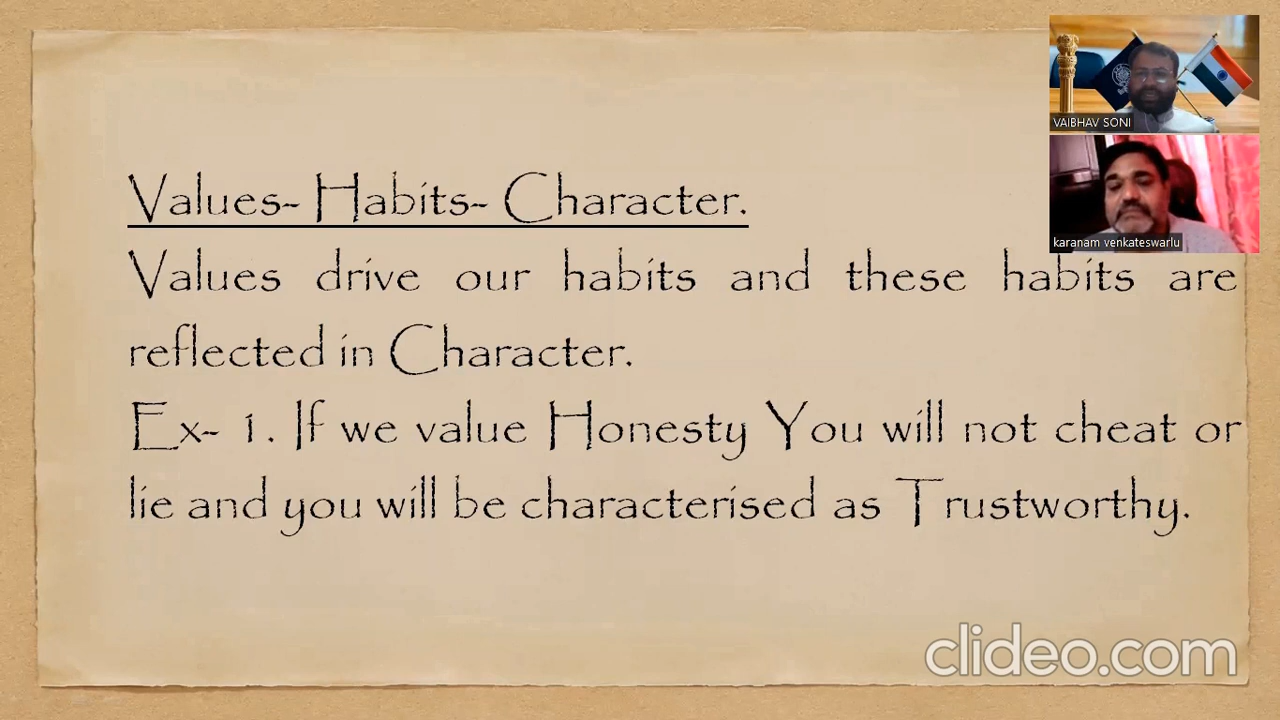 VAIBHAV SONI
karanam venkateswarlu
Values- Habits- Character.
Values drive our habits and these habits are
reflected in Character.
Ex- 1. If we value Honesty You will not cheat or
lie and you will be characterised as Trustworthy.
clideo.com